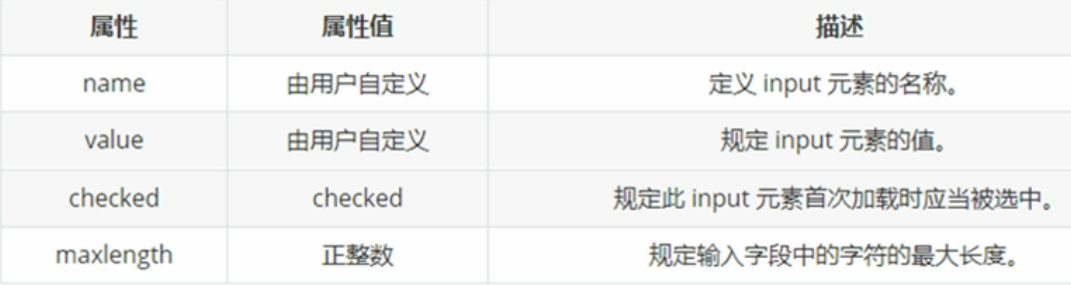 属性 属性值 描述
name 由用户自定义 定义 input 元素的名称。
value 由用户自定义 规定 input 元素的值。
checked checked 规定此 input 元素首次加载时应当被选中。
maxlength 正整数 规定输入字段中的字符的最大长度。